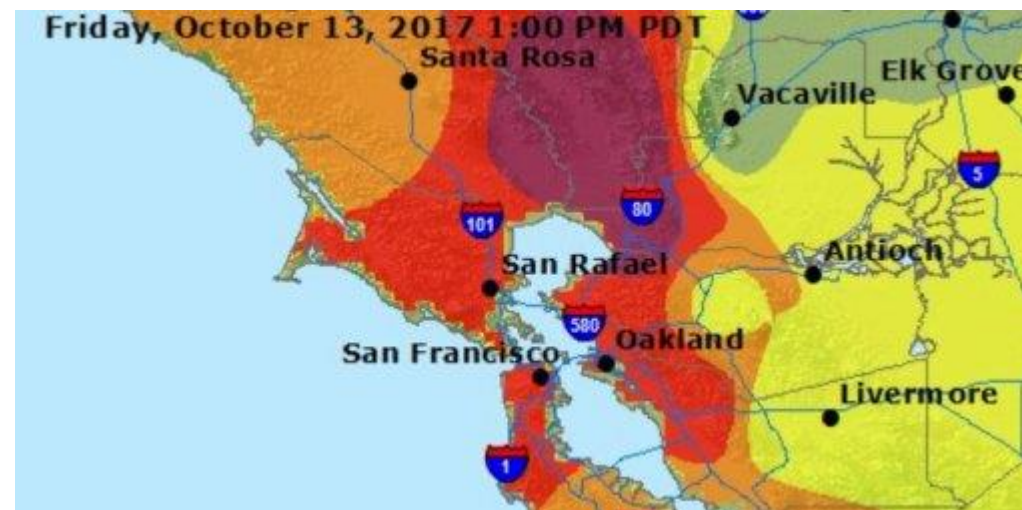 Friday, October 13, 2017 1:00 PM PDT
Santa Rosa
Elk Grove
Vacaville
5
80
101
Antioch
San Rafael
580
Oakland
San Francisco
Livermore
1